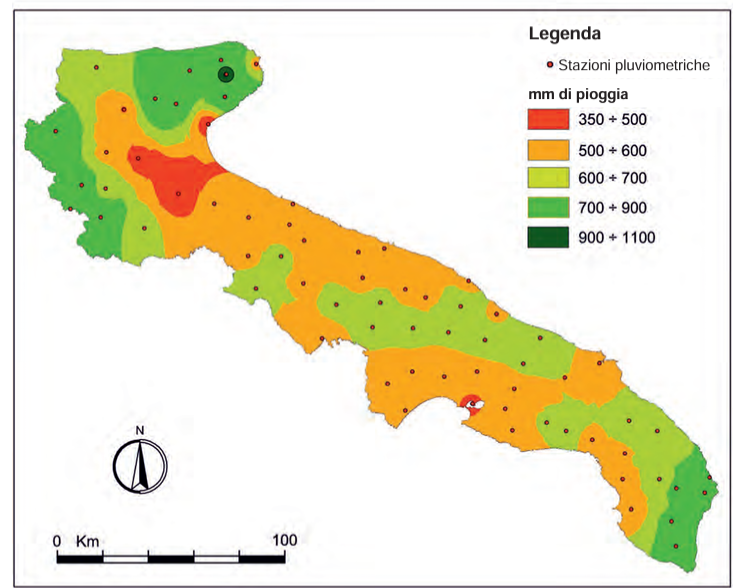 Legenda
Stazioni pluviometriche
mm di pioggia
350 ÷ 500
500 ÷ 600
600 ÷ 700
700 ÷ 900
900 ÷ 1100
N
0 Km 100